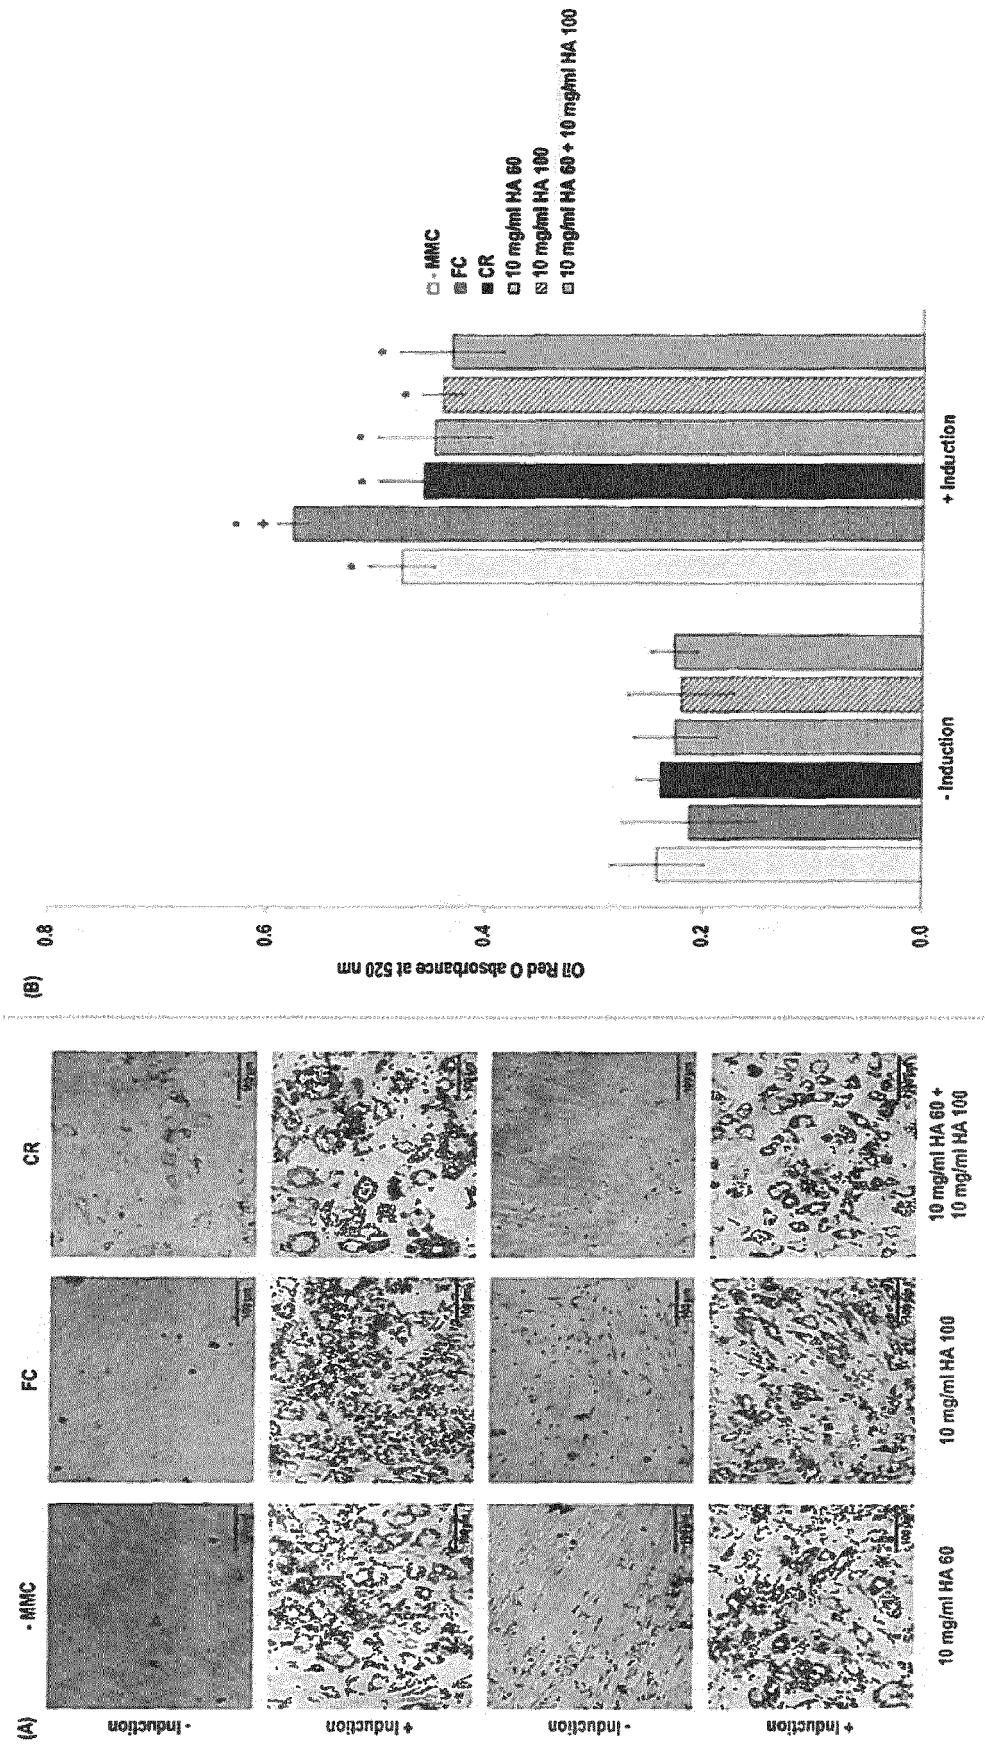 (A)
- MMC
FC
CR
- Induction
+ Induction
- Induction
+ Induction
10 mg/ml HA 60
10 mg/ml HA 100
10 mg/ml HA 60 +
10 mg/ml HA 100
(B)
Oil Red O absorbance at 520 nm
0.8
0.6
0.4
0.2
0.0
- Induction
+ Induction
- MMC
FC
CR
10 mg/ml HA 60
10 mg/ml HA 100
10 mg/ml HA 60 + 10 mg/ml HA 100